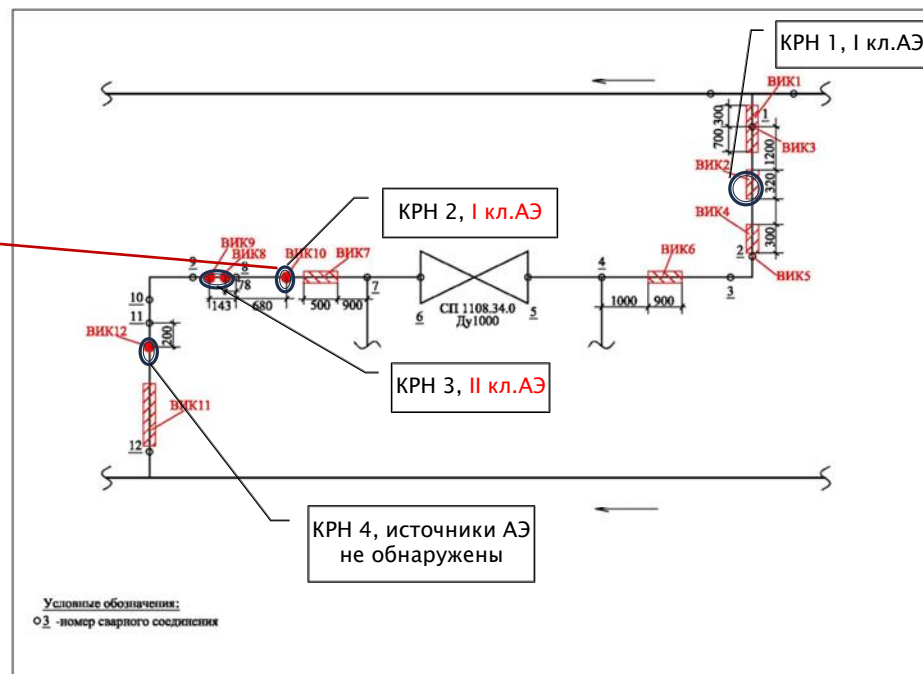 КРН 1, I кл.АЭ
ВИК1
1
300
700
ВИК3
1200
ВИК2
320
КРН 2, I кл.АЭ
ВИК4
300
2
ВИК9
ВИК8
ВИК10
ВИК7
ВИК6
ВИК5
9
8
4
78
7
3
143
680
500
900
6
СП 1108.34.0
Ду1000
5
1000
900
10
11
200
ВИК12
КРН 3, II кл.АЭ
ВИК11
12
КРН 4, источники АЭ
не обнаружены
Условные обозначения:
3 -номер сварного соединения